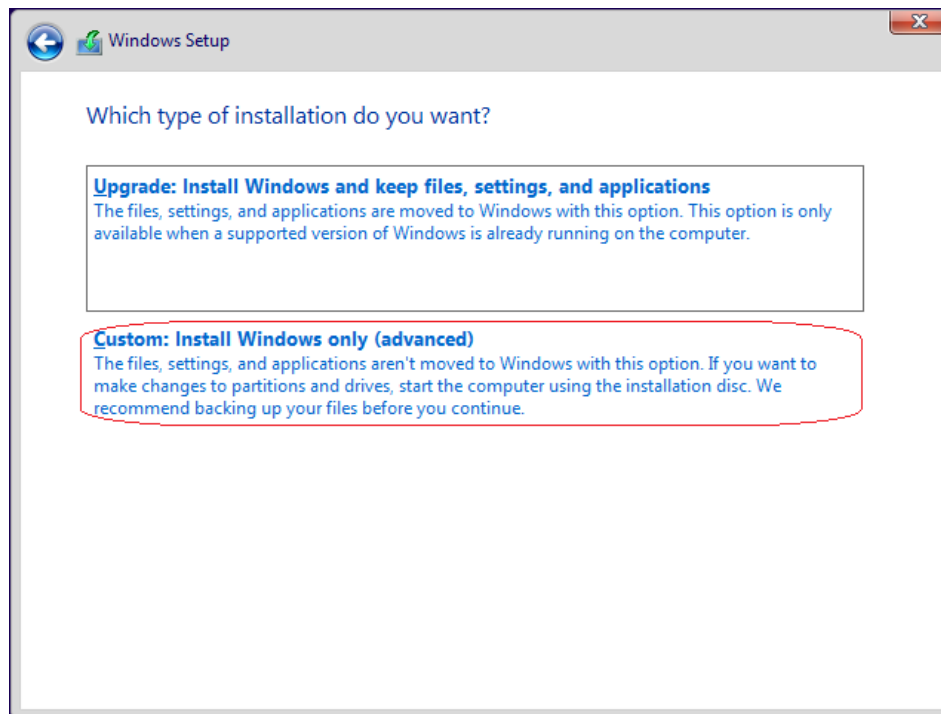 Windows Setup
Which type of installation do you want?
Upgrade: Install Windows and keep files, settings, and applications
The files, settings, and applications are moved to Windows with this option. This option is only
available when a supported version of Windows is already running on the computer.
Custom: Install Windows only (advanced)
The files, settings, and applications aren't moved to Windows with this option. If you want to
make changes to partitions and drives, start the computer using the installation disc. We
recommend backing up your files before you continue.